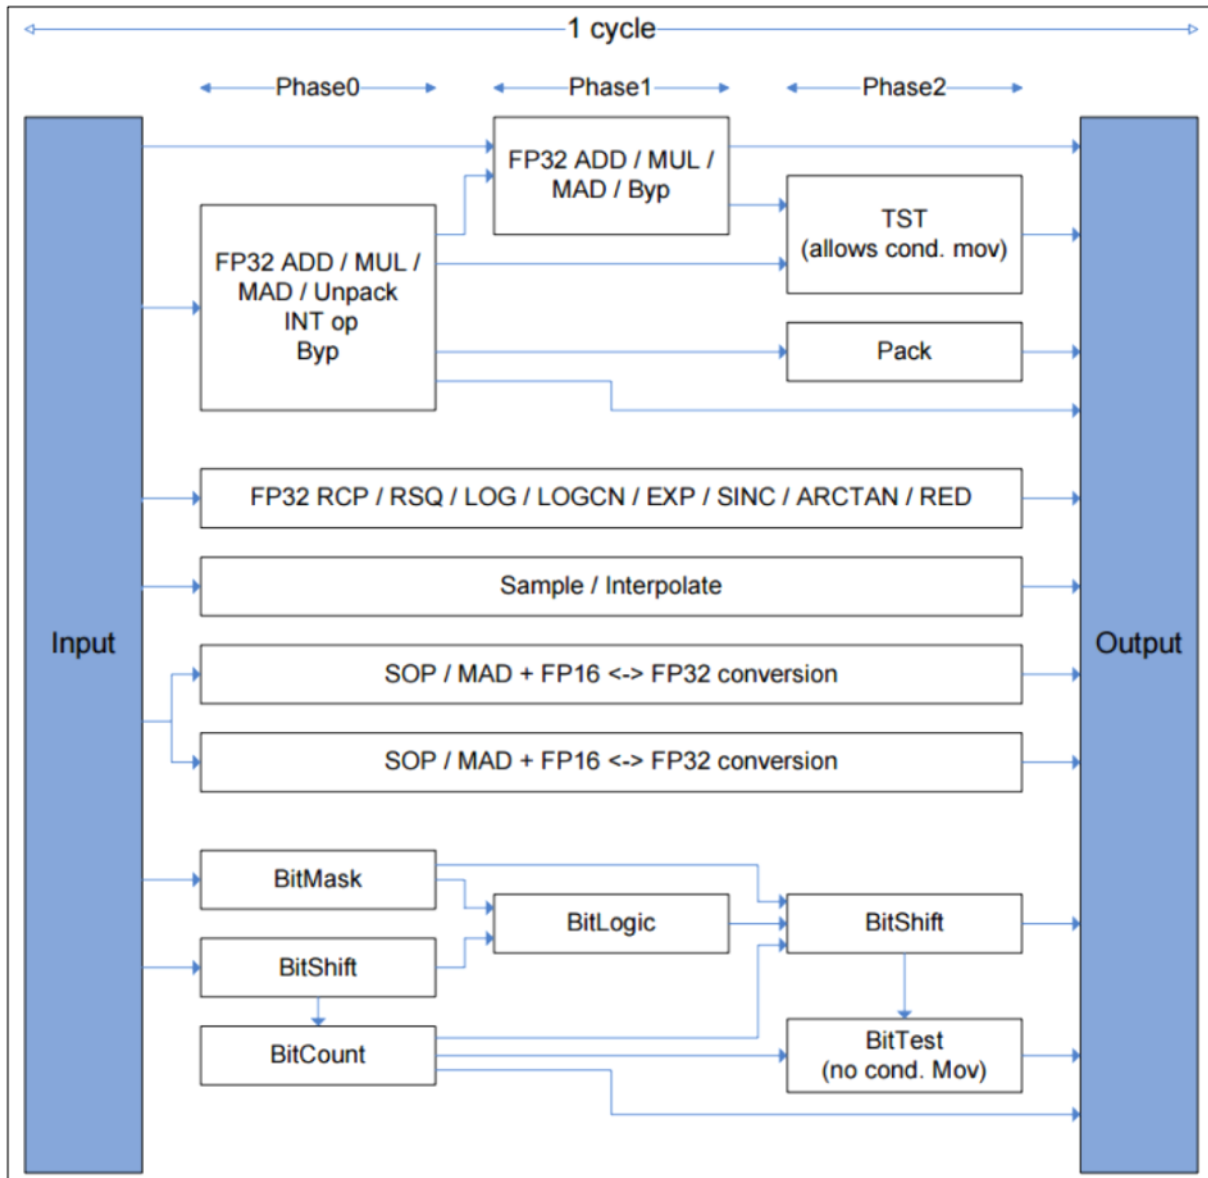 1 cycle
Phase0
Phase1
Phase2
Input
Output
FP32 ADD / MUL /
MAD / Byp
FP32 ADD / MUL /
MAD / Unpack
INT op
Byp
TST
(allows cond. mov)
Pack
FP32 RCP / RSQ / LOG / LOGCN / EXP / SINC / ARCTAN / RED
Sample / Interpolate
SOP / MAD + FP16 <-> FP32 conversion
SOP / MAD + FP16 <-> FP32 conversion
BitMask
BitLogic
BitShift
BitShift
BitCount
BitTest
(no cond. Mov)